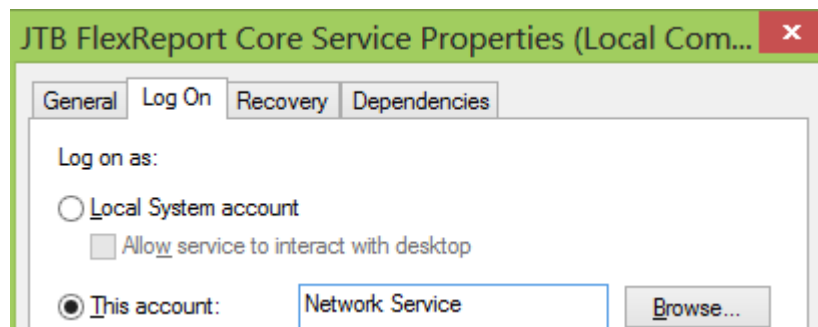 JTB FlexReport Core Service Properties (Local Com...
General Log On Recovery Dependencies
Log on as:
Local System account
Allow service to interact with desktop
This account: Network Service Browse...